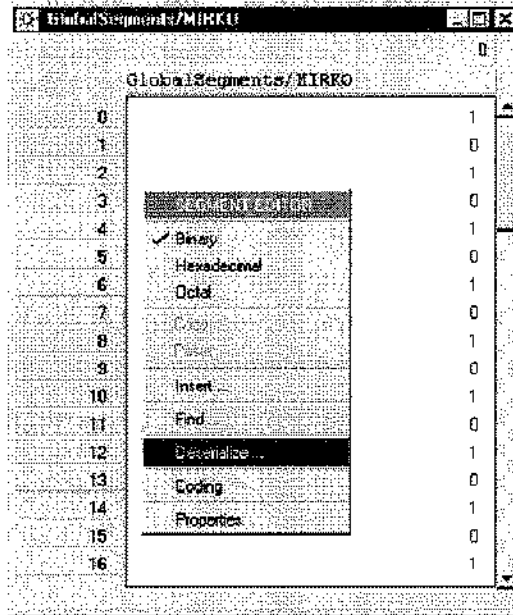 GlobalSegments/MIRKO
0
GlobalSegments/MIRKO
0 1
1 0
2 1
3 0
SEGMENT EDITOR
4 1
Binary
5 0
Hexadecimal
6 1
Octal
7 0
Copy
8 1
Paste
9 0
Insert...
10 1
Find...
11 0
Deserialize...
12 1
13 0
Coding
14 1
Properties
15 0
16 1